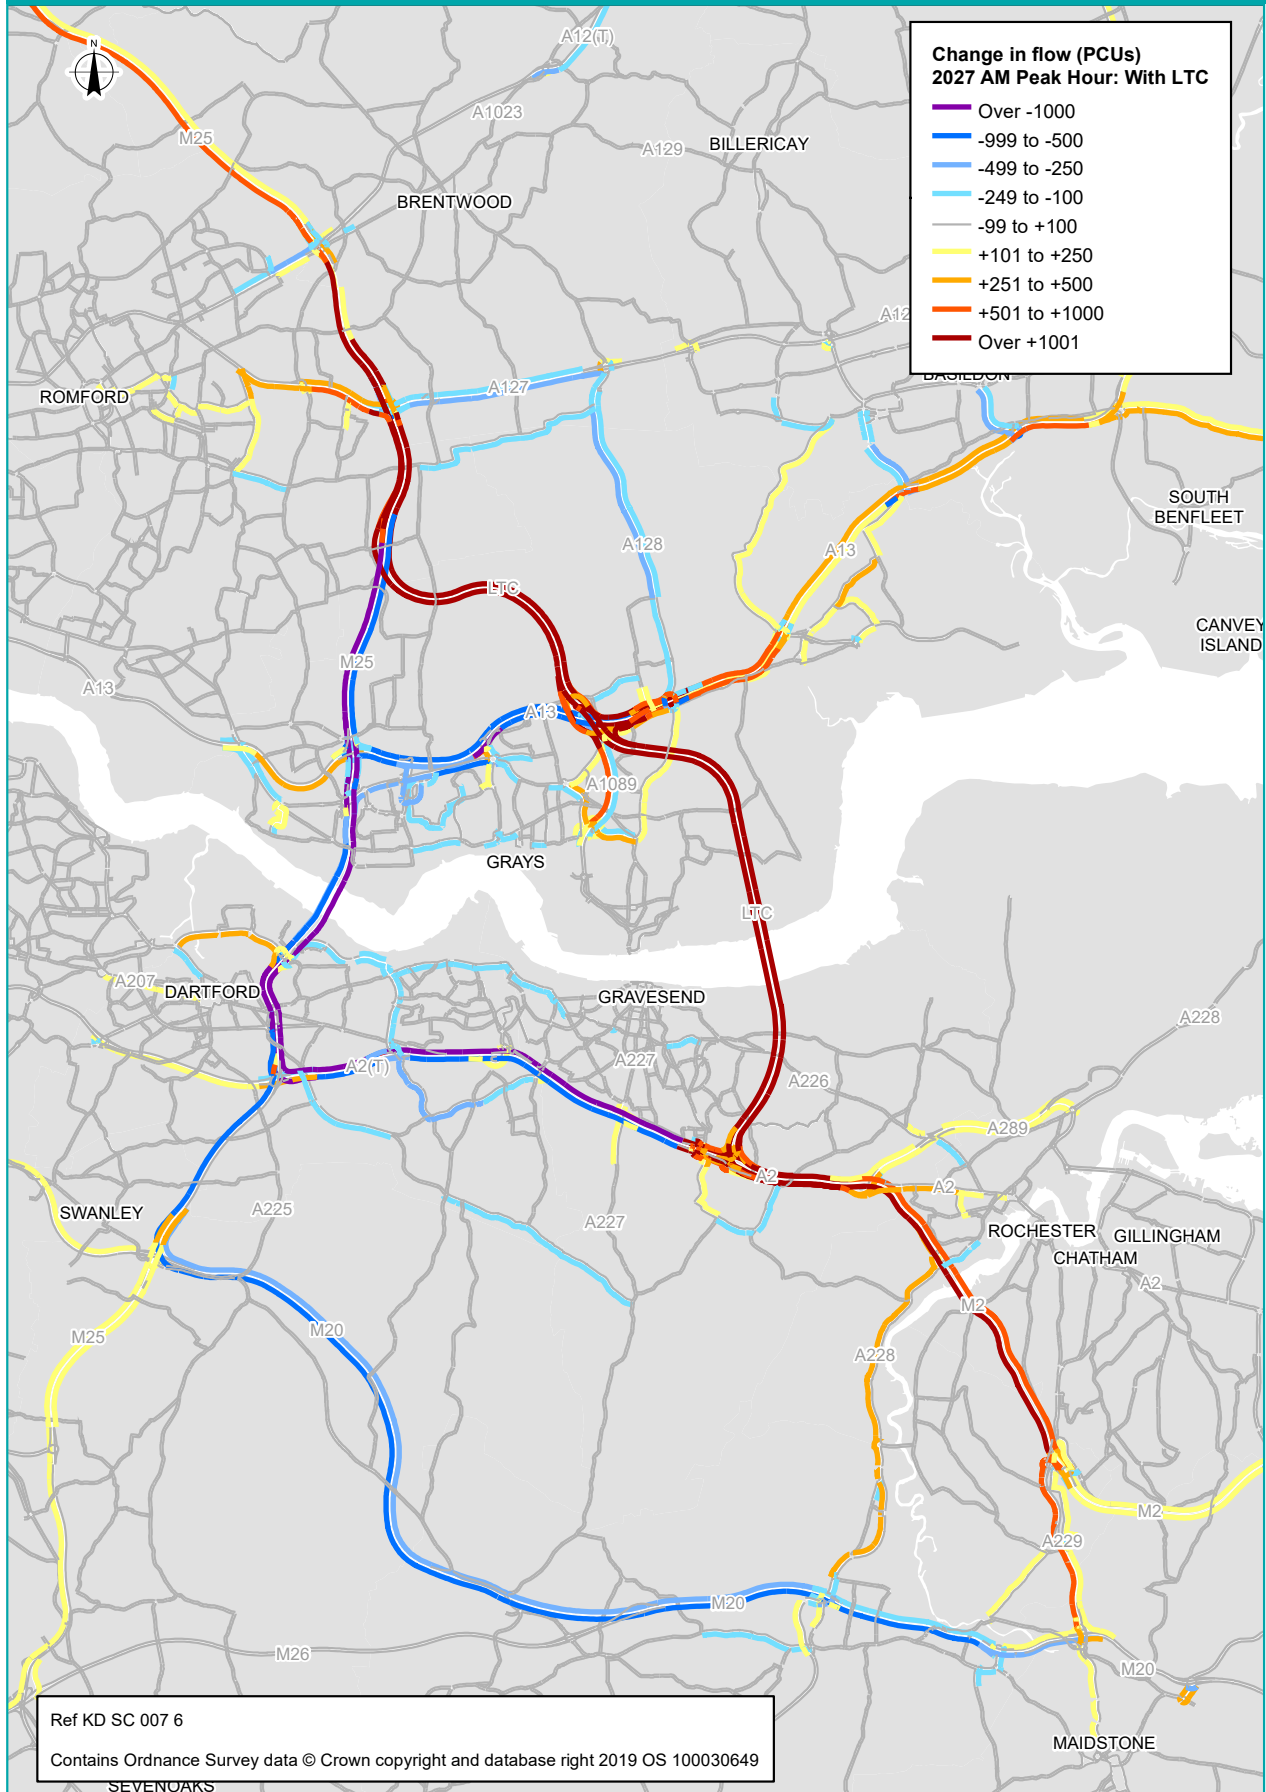 A12(T)
N
Change in flow (PCUs)
2027 AM Peak Hour: With LTC
Over -1000
-999 to -500
-499 to -250
-249 to -100
-99 to +100
+101 to +250
+251 to +500
+501 to +1000
Over +1001
A1023
M25
A129
BILLERICAY
BRENTWOOD
A12
BASILDON
A127
ROMFORD
SOUTH
BENFLEET
A128
A13
LTC
CANVEY
ISLAND
M25
A13
A13
A1089
GRAYS
LTC
A207
DARTFORD
GRAVESEND
A228
A2(T)
A227
A226
A289
A2
A2
SWANLEY
A225
A227
ROCHESTER
GILLINGHAM
CHATHAM
A2
M25
M20
M2
A228
M2
A229
M20
M26
M20
MAIDSTONE
Ref KD SC 007 6
Contains Ordnance Survey data © Crown copyright and database right 2019 OS 100030649
SEVENOAKS